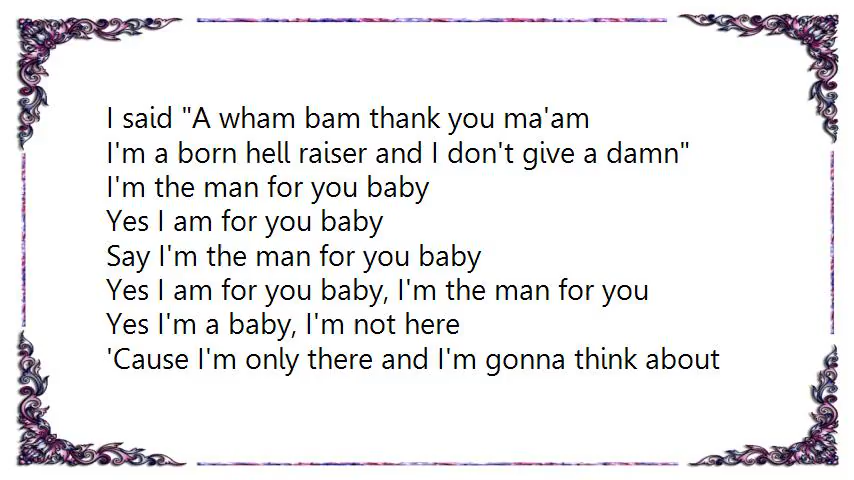 I said "A wham bam thank you ma'am
I'm a born hell raiser and I don't give a damn"
I'm the man for you baby
Yes I am for you baby
Say I'm the man for you baby
Yes I am for you baby, I'm the man for you
Yes I'm a baby, I'm not here
'Cause I'm only there and I'm gonna think about